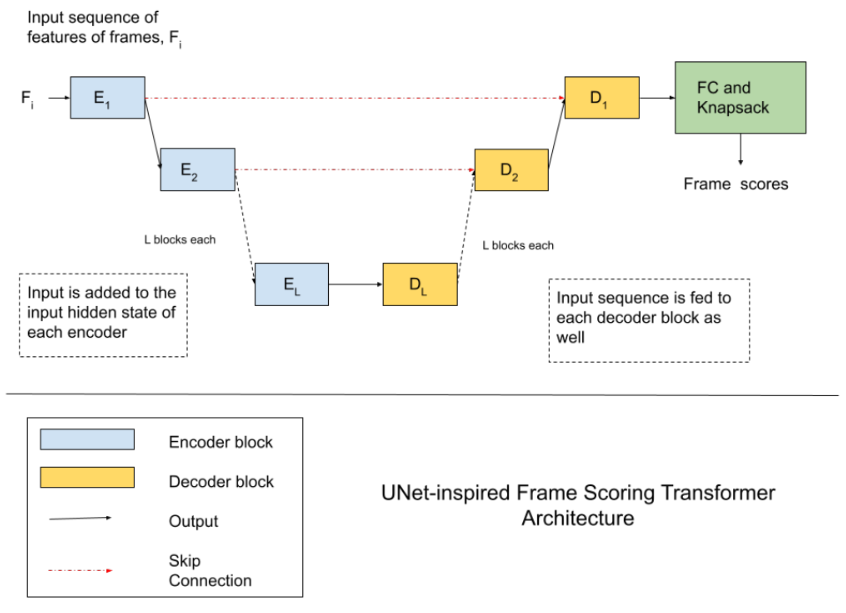 Input sequence of
features of frames, F_i
F_i
E_1
D_1
FC and
Knapsack
E_2
D_2
Frame scores
L blocks each
L blocks each
E_L
D_L
Input is added to the
input hidden state of
each encoder
Input sequence is fed to
each decoder block as
well
Encoder block
Decoder block
Output
Skip
Connection
UNet-inspired Frame Scoring Transformer
Architecture